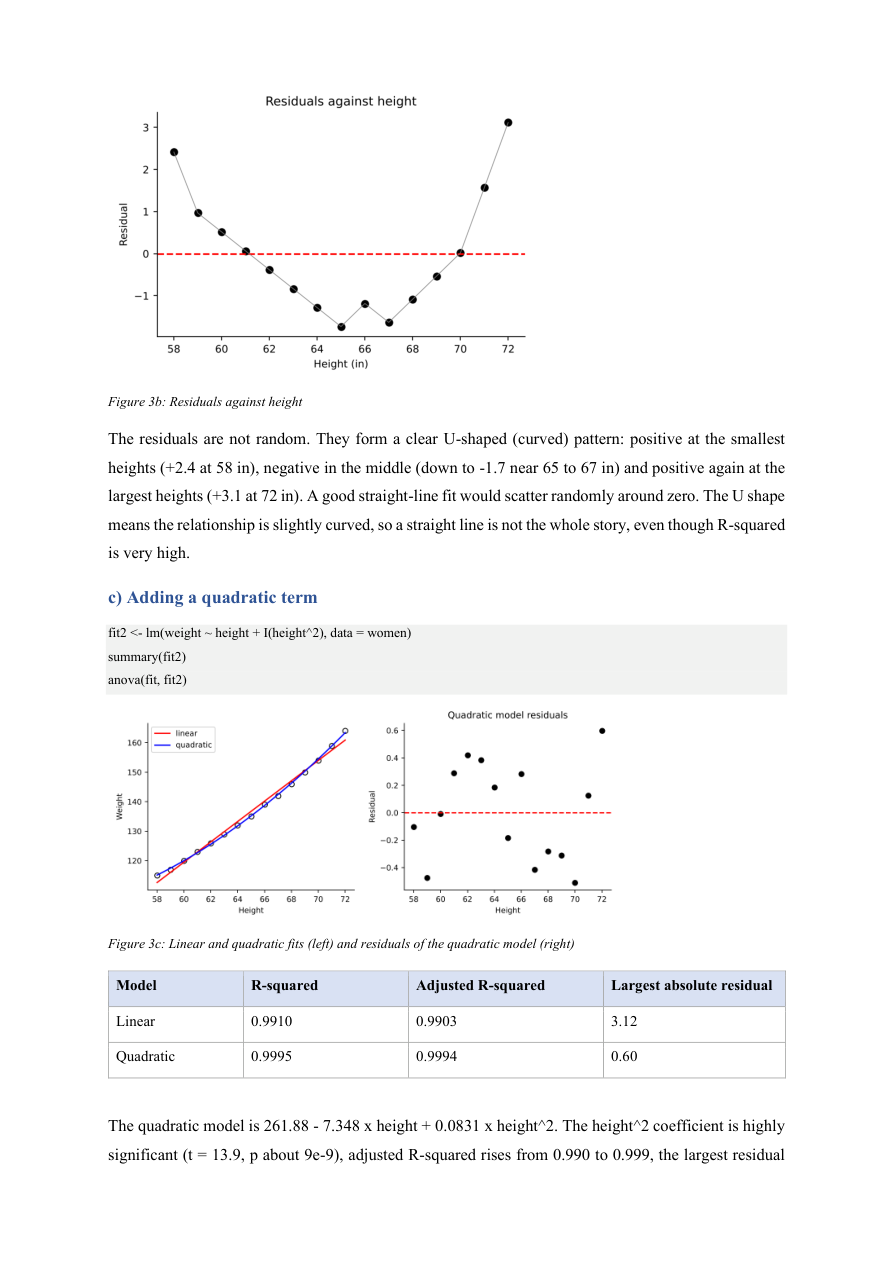 Residuals against height
3
2
1
0
−1
Residual
58 60 62 64 66 68 70 72
Height (in)
Figure 3b: Residuals against height
The residuals are not random. They form a clear U-shaped (curved) pattern: positive at the smallest
heights (+2.4 at 58 in), negative in the middle (down to -1.7 near 65 to 67 in) and positive again at the
largest heights (+3.1 at 72 in). A good straight-line fit would scatter randomly around zero. The U shape
means the relationship is slightly curved, so a straight line is not the whole story, even though R-squared
is very high.
c) Adding a quadratic term
fit2 <- lm(weight ~ height + I(height^2), data = women)
summary(fit2)
anova(fit, fit2)
linear
quadratic
160
150
140
130
120
Weight
58 60 62 64 66 68 70 72
Height
Quadratic model residuals
0.6
0.4
0.2
0.0
−0.2
−0.4
Residual
58 60 62 64 66 68 70 72
Height
Figure 3c: Linear and quadratic fits (left) and residuals of the quadratic model (right)
Model R-squared Adjusted R-squared Largest absolute residual
Linear 0.9910 0.9903 3.12
Quadratic 0.9995 0.9994 0.60
The quadratic model is 261.88 - 7.348 x height + 0.0831 x height^2. The height^2 coefficient is highly
significant (t = 13.9, p about 9e-9), adjusted R-squared rises from 0.990 to 0.999, the largest residual